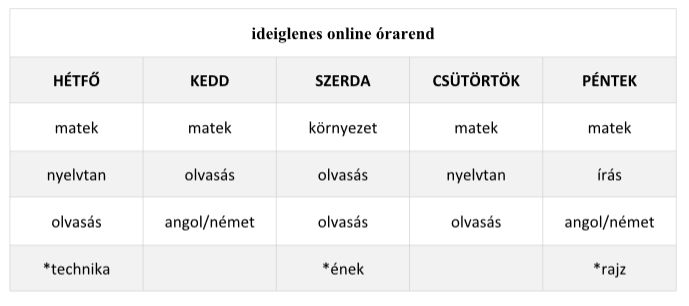 ideiglenes online órarend
HÉTFŐ KEDD SZERDA CSÜTÖRTÖK PÉNTEK
matek matek környezet matek matek
nyelvtan olvasás olvasás nyelvtan írás
olvasás angol/német olvasás olvasás angol/német
*technika *ének *rajz